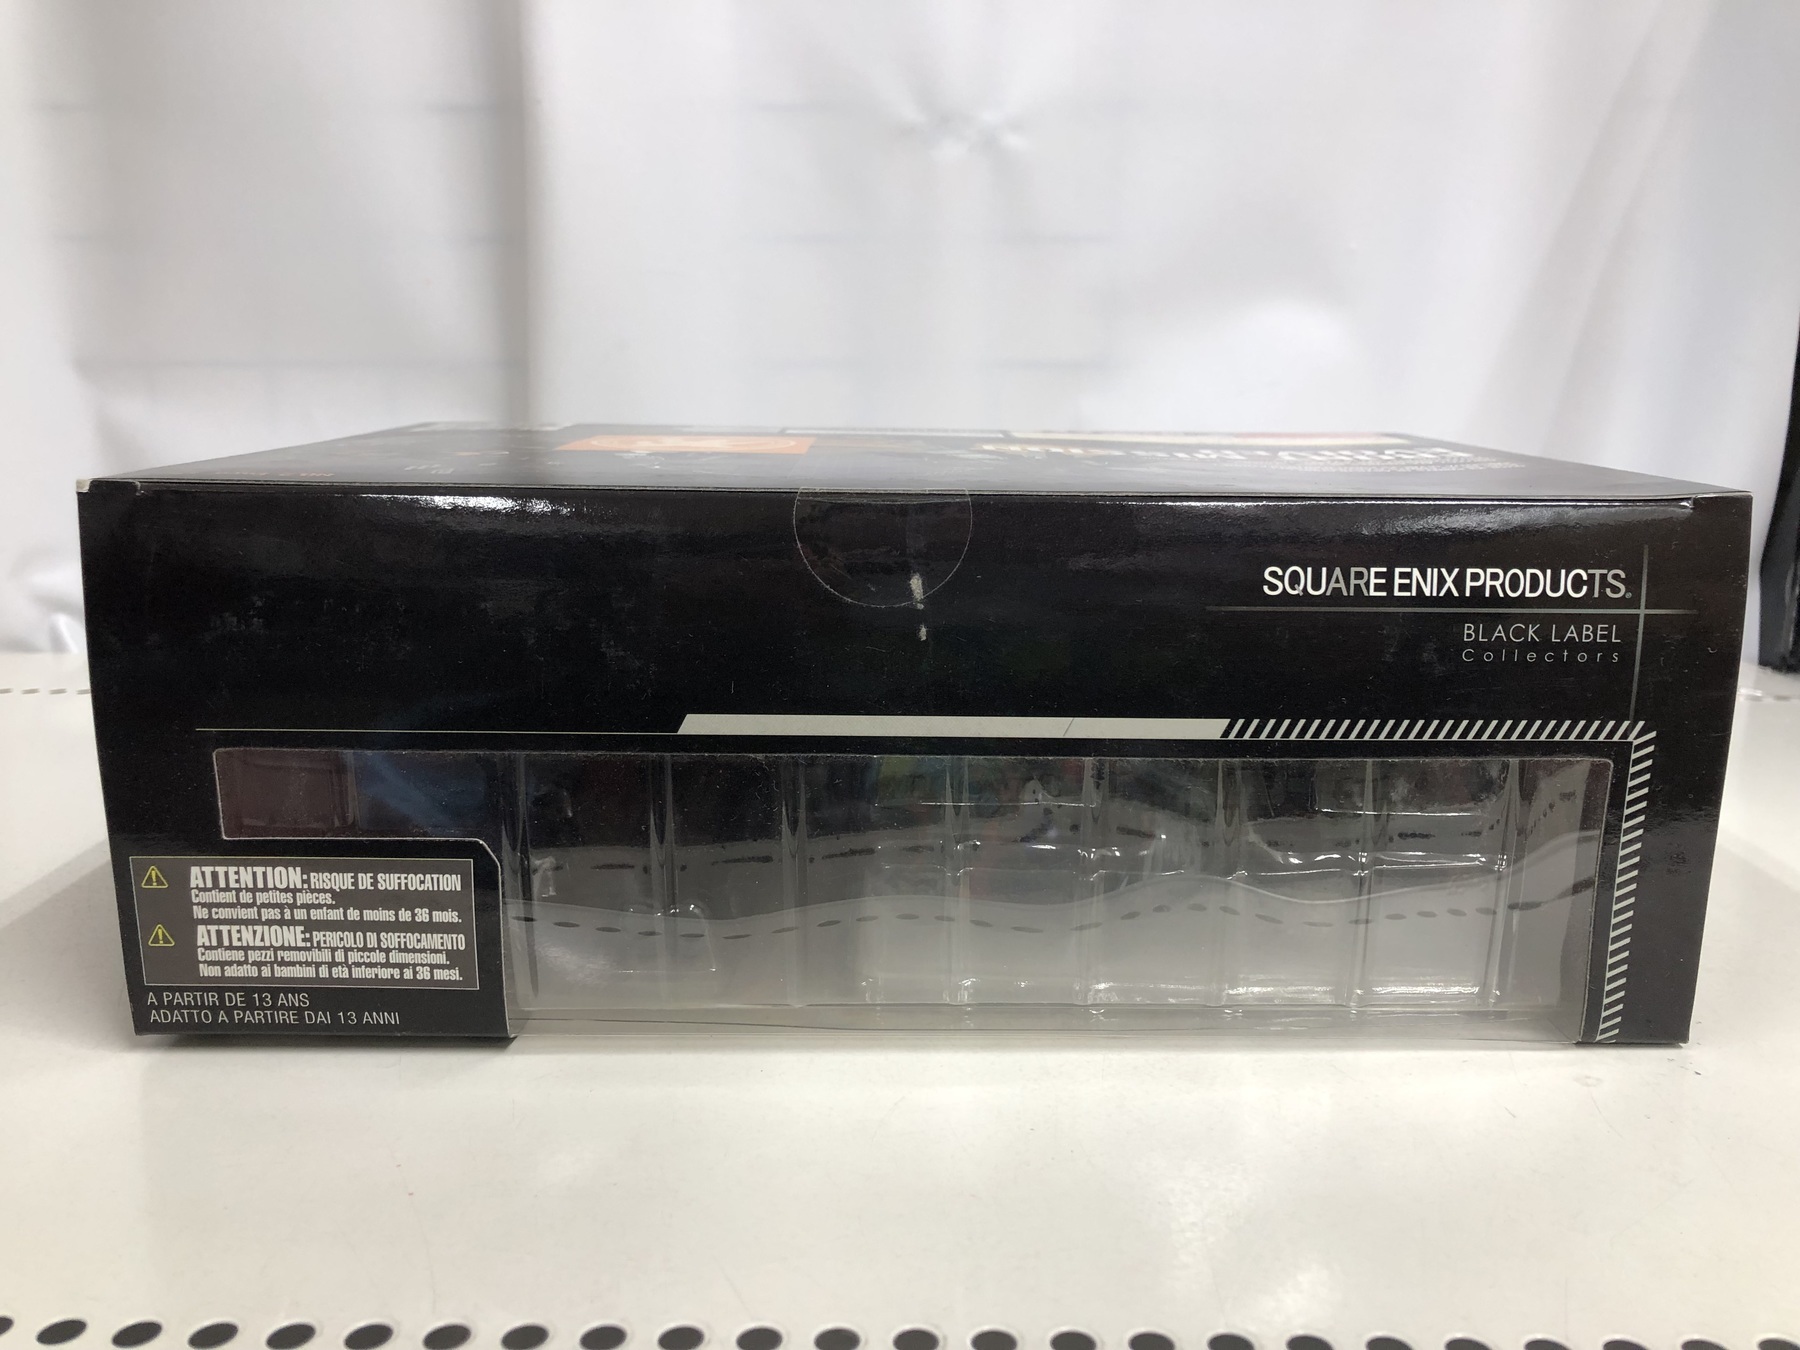 SQUARE ENIX PRODUCTS®
BLACK LABEL
Collectors
ATTENTION: RISQUE DE SUFFOCATION
Contient de petites pièces.
Ne convient pas à un enfant de moins de 36 mois.
ATTENZIONE: PERICOLO DI SOFFOCAMENTO
Contiene pezzi removibili di piccole dimensioni.
Non adatto ai bambini di età inferiore ai 36 mesi.
A PARTIR DE 13 ANS
ADATTO A PARTIRE DAI 13 ANNI